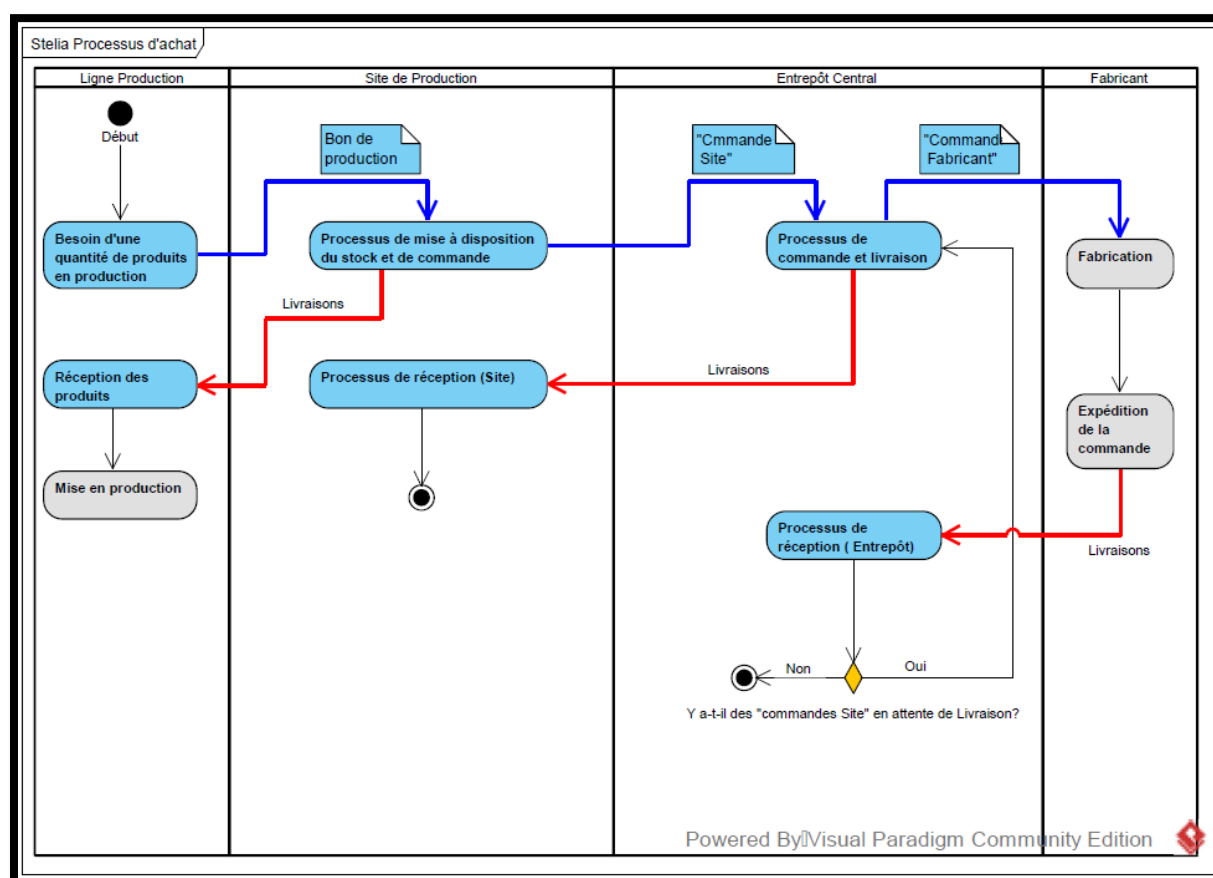 Stelia Processus d'achat
Ligne Production
Site de Production
Entrepôt Central
Fabricant
Début
Bon de
production
"Cmmande
Site"
"Command
Fabricant"
Besoin d'une
quantité de produits
en production
Processus de mise à disposition
du stock et de commande
Processus de
commande et livraison
Fabrication
Livraisons
Réception des
produits
Processus de réception (Site)
Livraisons
Expédition
de la
commande
Mise en production
Processus de
réception ( Entrepôt)
Livraisons
Non
Oui
Y a-t-il des "commandes Site" en attente de Livraison?
Powered By Visual Paradigm Community Edition